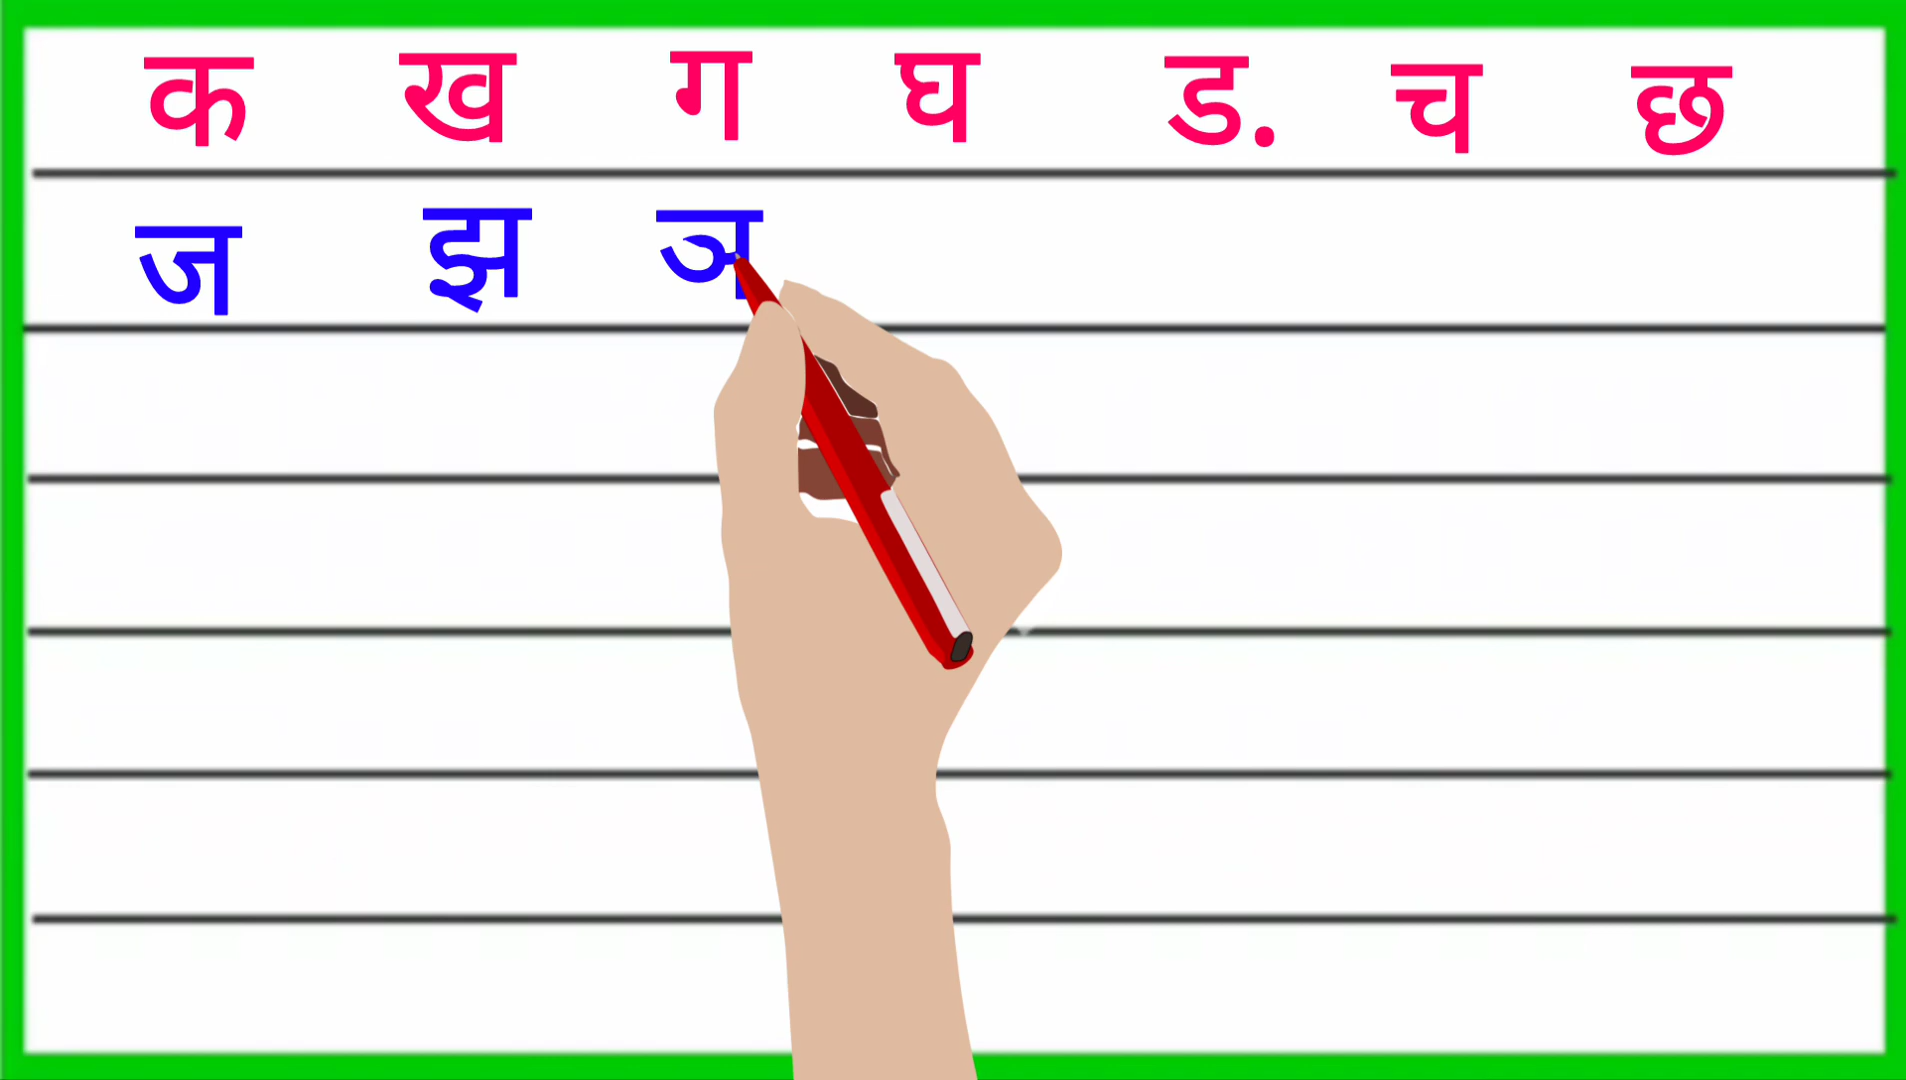 क ख ग घ ड. च छ
ज झ ञ